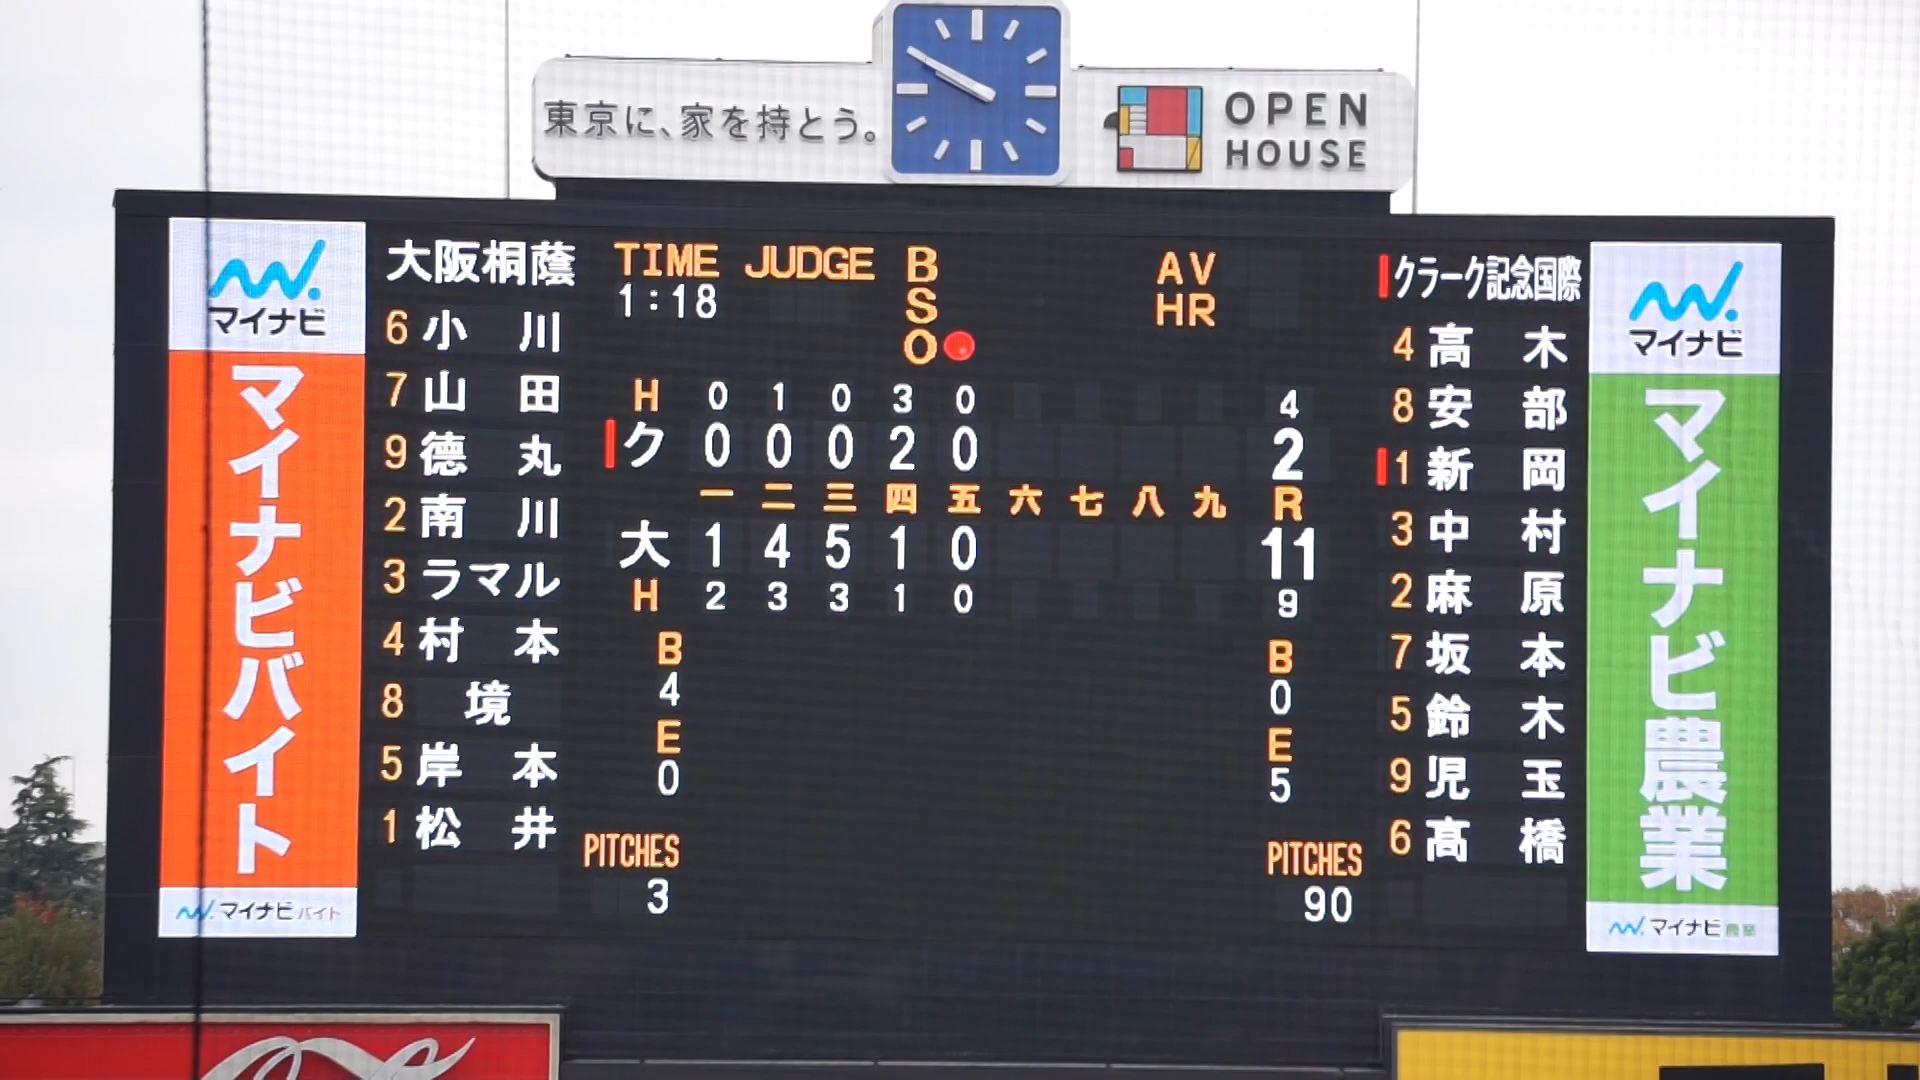 東京に、家を持とう。
OPEN
HOUSE
マイナビ
マイナビバイト
マイナビ バイト
大阪桐蔭
6 小川
7 山田
9 徳丸
2 南川
3 ラマル
4 村本
8 境
5 岸本
1 松井
TIME JUDGE B
1:18 S
O
AV
HR
H 0 1 0 3 0 4
ク 0 0 0 2 0 2
一 二 三 四 五 六 七 八 九 R
大 1 4 5 1 0 11
H 2 3 3 1 0 9
B
4
E
0
PITCHES
3
B
0
E
5
PITCHES
90
クラーク記念国際
4 高木
8 安部
1 新岡
3 中村
2 麻原
7 坂本
5 鈴木
9 児玉
6 髙橋
マイナビ
マイナビ農業
マイナビ 農業